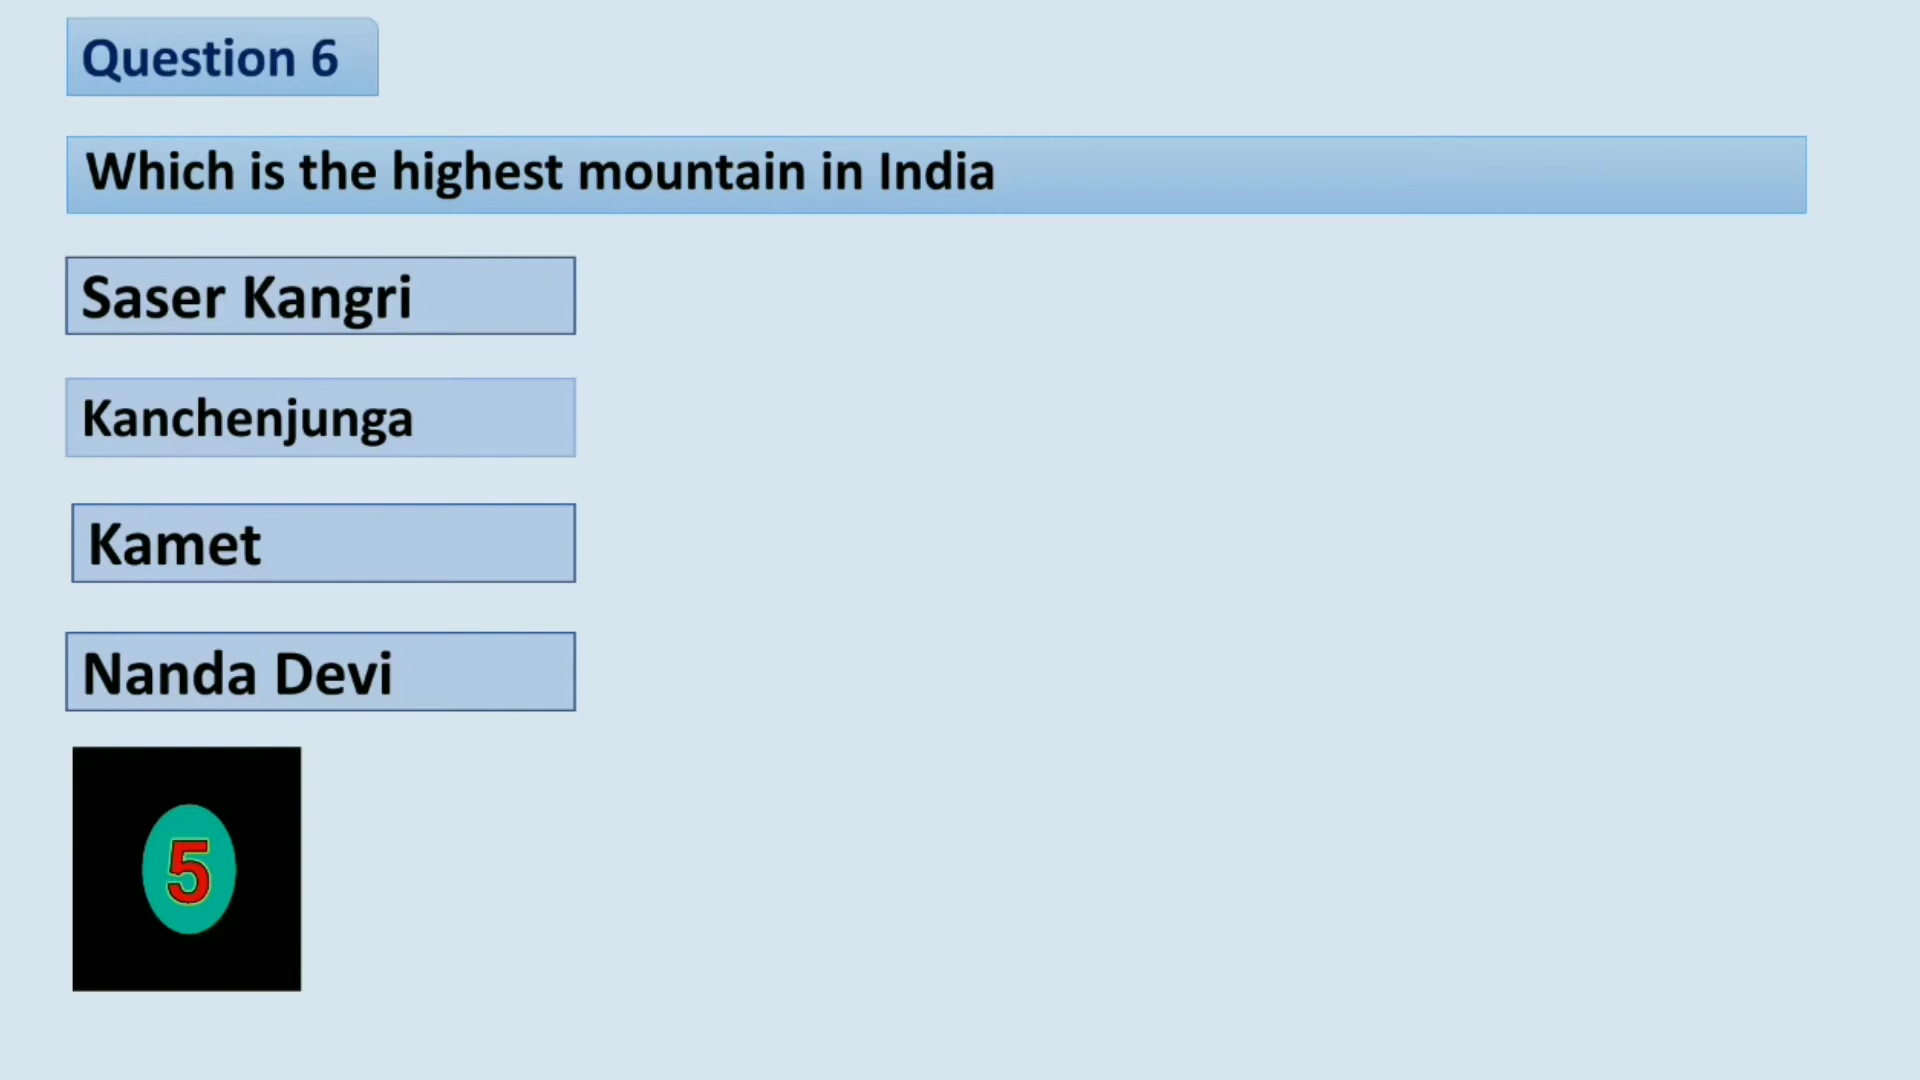 Question 6
Which is the highest mountain in India
Saser Kangri
Kanchenjunga
Kamet
Nanda Devi
5